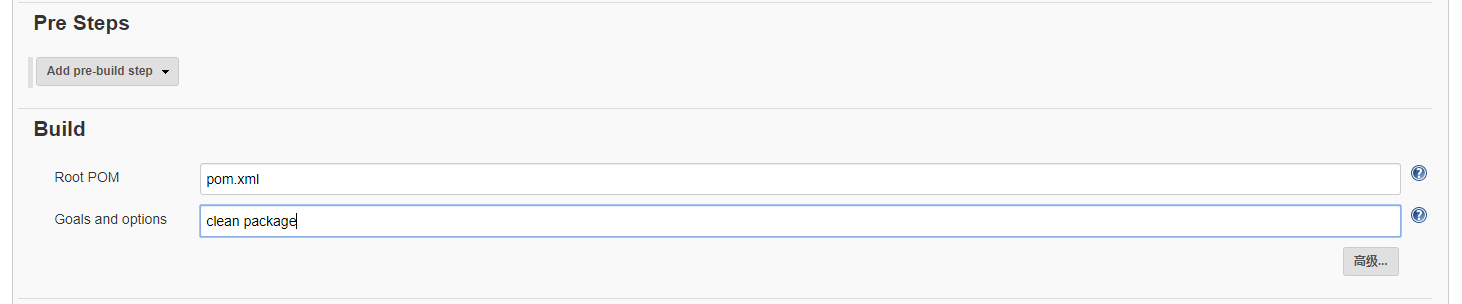 Pre Steps
Add pre-build step
Build
Root POM
pom.xml
Goals and options
clean package
高级...